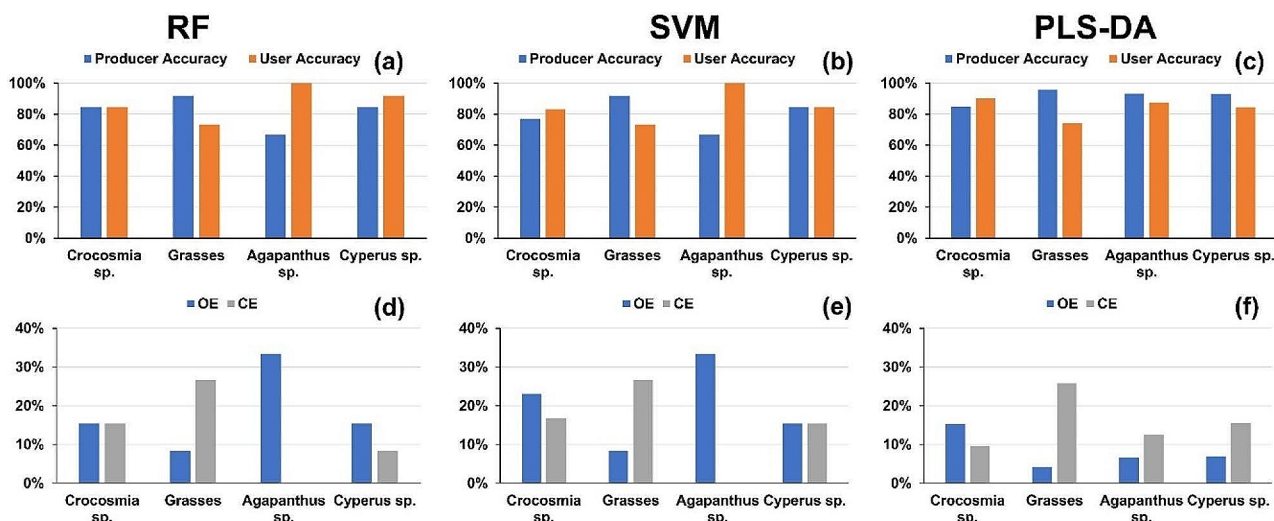 RF
SVM
PLS-DA
Producer Accuracy User Accuracy (a)
100%
80%
60%
40%
20%
0%
Crocosmia sp. Grasses Agapanthus sp. Cyperus sp.
Producer Accuracy User Accuracy (b)
100%
80%
60%
40%
20%
0%
Crocosmia sp. Grasses Agapanthus sp. Cyperus sp.
Producer Accuracy User Accuracy (c)
100%
80%
60%
40%
20%
0%
Crocosmia sp. Grasses Agapanthus sp. Cyperus sp.
OE CE (d)
40%
30%
20%
10%
0%
Crocosmia sp. Grasses Agapanthus sp. Cyperus sp.
OE CE (e)
40%
30%
20%
10%
0%
Crocosmia sp. Grasses Agapanthus sp. Cyperus sp.
OE CE (f)
40%
30%
20%
10%
0%
Crocosmia sp. Grasses Agapanthus sp. Cyperus sp.